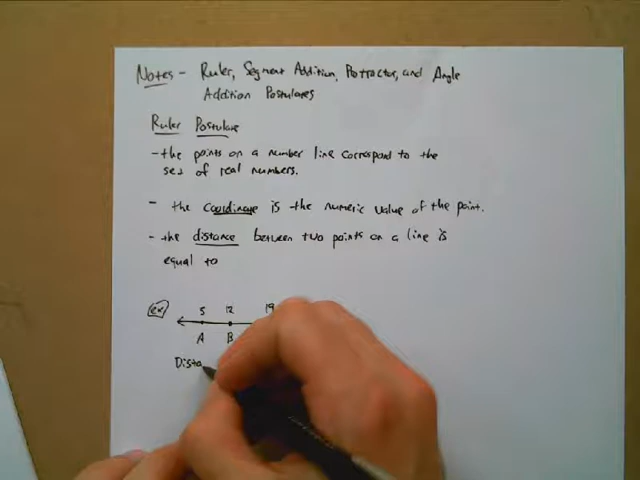 Notes - Ruler, Segment Addition, Protractor, and Angle
Addition Postulates
Ruler Postulate
- the points on a number line correspond to the
set of real numbers.
- the coordinate is the numeric value of the point.
- the distance between two points on a line is
equal to
ex 5 12 19
A B
Dista